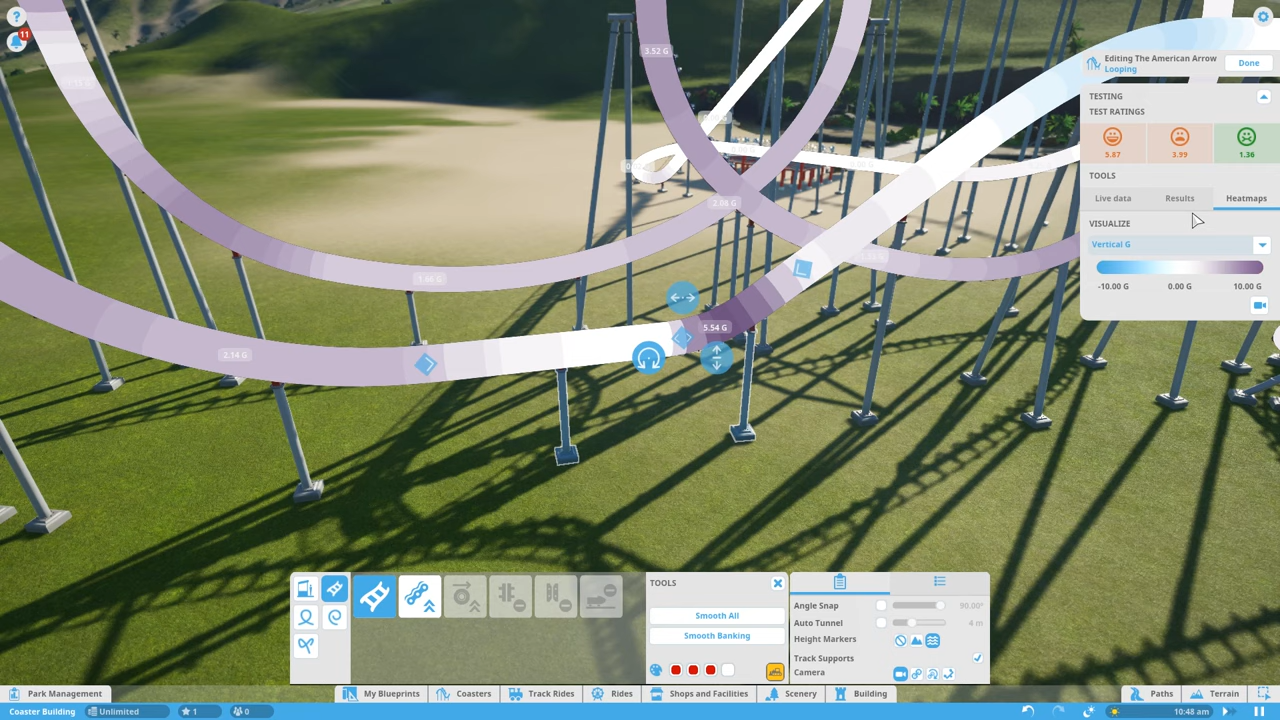 ?
11
3.52 G
2.06 G
1.66 G
2.14 G
5.54 G
Editing The American Arrow
Looping
Done
TESTING
TEST RATINGS
5.87
3.99
1.36
TOOLS
Live data
Results
Heatmaps
VISUALIZE
Vertical G
-10.00 G
0.00 G
10.00 G
TOOLS
Smooth All
Smooth Banking
Angle Snap
90.00°
Auto Tunnel
4 m
Height Markers
Track Supports
Camera
Park Management
My Blueprints
Coasters
Track Rides
Rides
Shops and Facilities
Scenery
Building
Paths
Terrain
Coaster Building
Unlimited
1
0
10:48 am